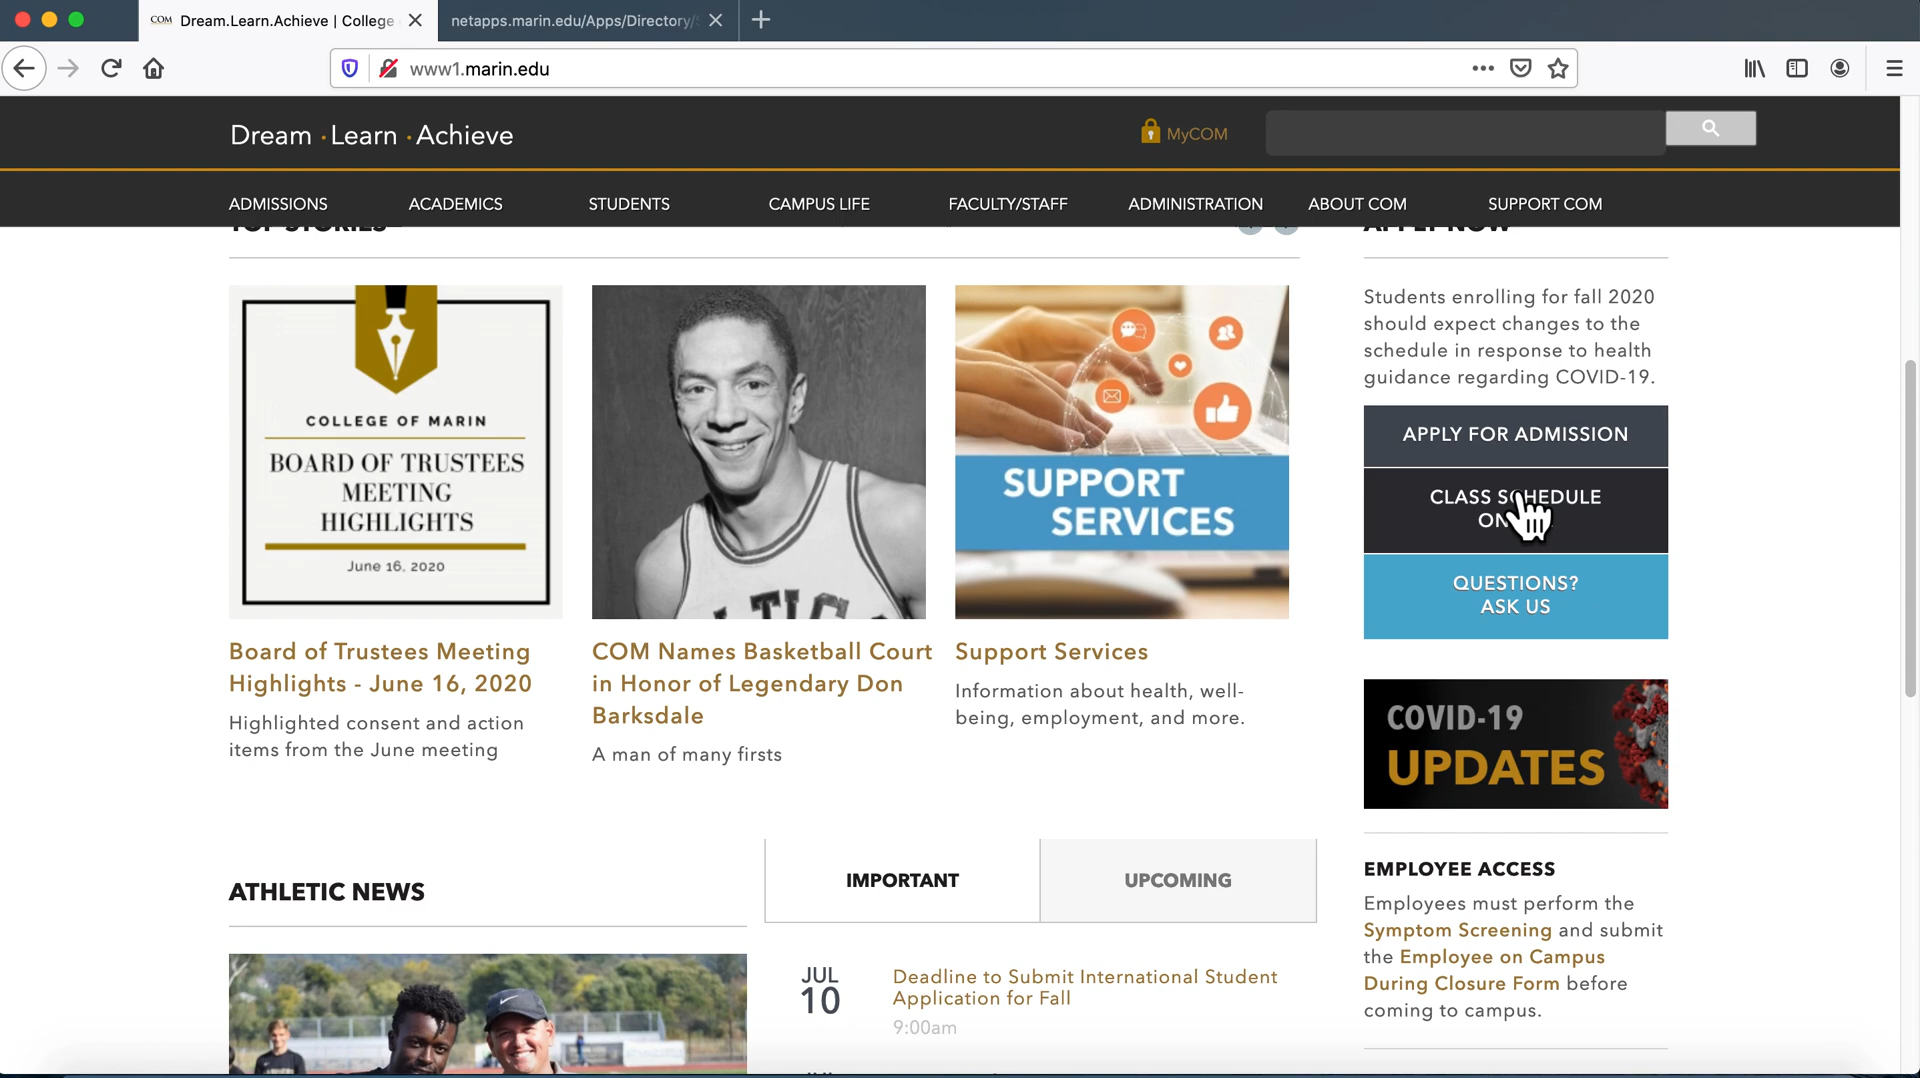 COM Dream.Learn.Achieve | College
netapps.marin.edu/Apps/Directory/
www1.marin.edu
Dream · Learn · Achieve
MyCOM
ADMISSIONS ACADEMICS STUDENTS CAMPUS LIFE FACULTY/STAFF ADMINISTRATION ABOUT COM SUPPORT COM
TOP STORIES
COLLEGE OF MARIN
BOARD OF TRUSTEES
MEETING
HIGHLIGHTS
June 16, 2020
Board of Trustees Meeting
Highlights - June 16, 2020
Highlighted consent and action
items from the June meeting
COM Names Basketball Court
in Honor of Legendary Don
Barksdale
A man of many firsts
SUPPORT
SERVICES
Support Services
Information about health, well-
being, employment, and more.
APPLY NOW
Students enrolling for fall 2020
should expect changes to the
schedule in response to health
guidance regarding COVID-19.
APPLY FOR ADMISSION
CLASS SCHEDULE
QUESTIONS?
ASK US
COVID-19
UPDATES
EMPLOYEE ACCESS
Employees must perform the
Symptom Screening and submit
the Employee on Campus
During Closure Form before
coming to campus.
ATHLETIC NEWS
IMPORTANT
UPCOMING
JUL
10
Deadline to Submit International Student
Application for Fall
9:00am